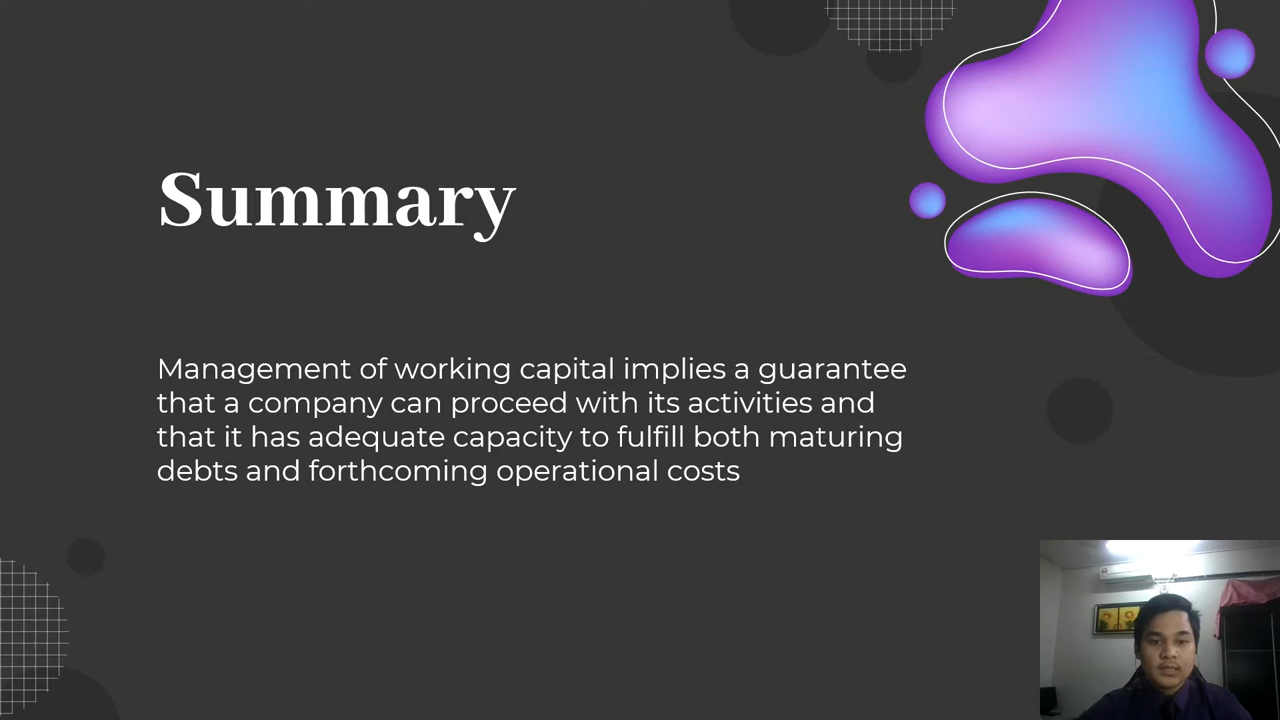 Summary
Management of working capital implies a guarantee
that a company can proceed with its activities and
that it has adequate capacity to fulfill both maturing
debts and forthcoming operational costs